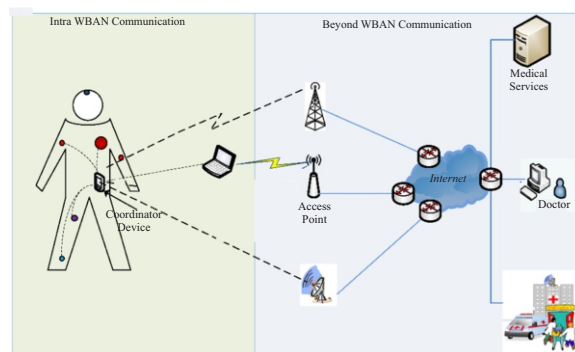 Intra WBAN Communication
Beyond WBAN Communication
Medical
Services
Internet
Access
Point
Doctor
Coordinator
Device